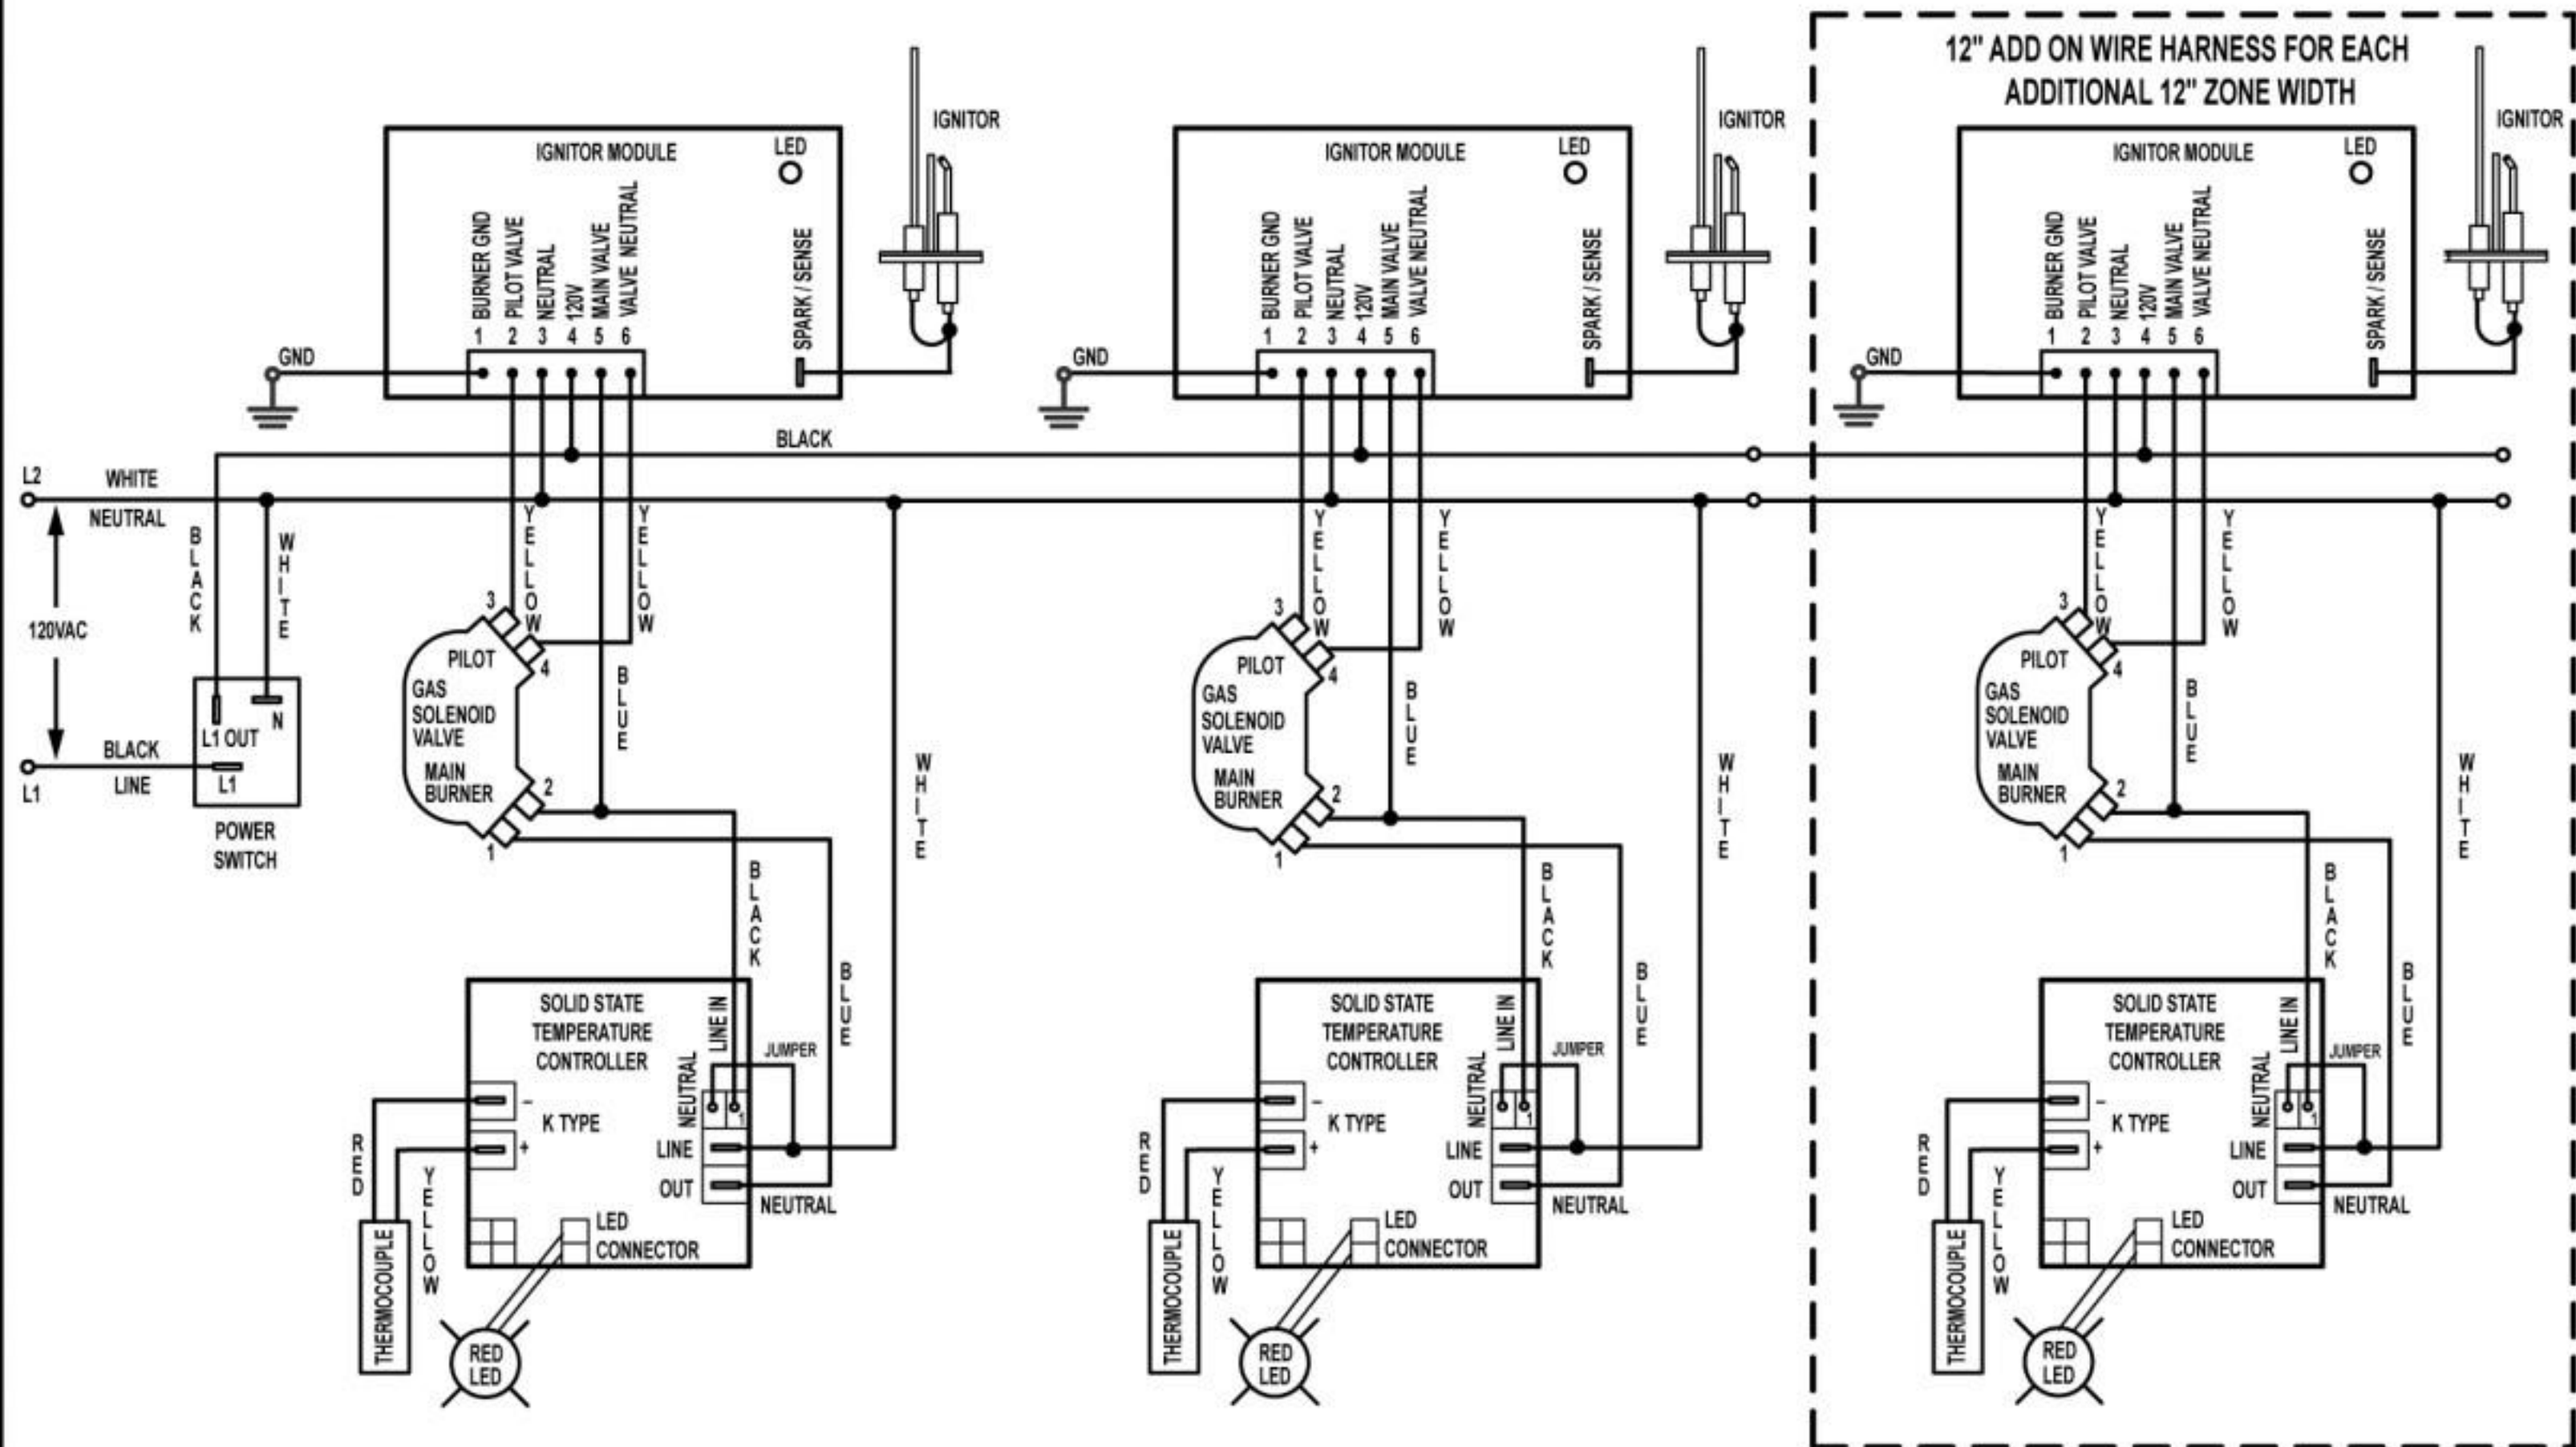 12" ADD ON WIRE HARNESS FOR EACH
ADDITIONAL 12" ZONE WIDTH
IGNITOR MODULE
LED
IGNITOR
BURNER GND
PILOT VALVE
NEUTRAL
120V
MAIN VALVE
VALVE NEUTRAL
1 2 3 4 5 6
SPARK / SENSE
GND
IGNITOR MODULE
LED
IGNITOR
BURNER GND
PILOT VALVE
NEUTRAL
120V
MAIN VALVE
VALVE NEUTRAL
1 2 3 4 5 6
SPARK / SENSE
GND
IGNITOR MODULE
LED
IGNITOR
BURNER GND
PILOT VALVE
NEUTRAL
120V
MAIN VALVE
VALVE NEUTRAL
1 2 3 4 5 6
SPARK / SENSE
GND
BLACK
L2
WHITE
NEUTRAL
120VAC
BLACK
WHITE
L1 OUT
N
BLACK
LINE
L1
L1
POWER
SWITCH
YELLOW
YELLOW
3
4
PILOT
GAS
SOLENOID
VALVE
MAIN
BURNER
2
1
BLUE
WHITE
BLACK
BLUE
YELLOW
YELLOW
3
4
PILOT
GAS
SOLENOID
VALVE
MAIN
BURNER
2
1
BLUE
WHITE
BLACK
BLUE
YELLOW
YELLOW
3
4
PILOT
GAS
SOLENOID
VALVE
MAIN
BURNER
2
1
BLUE
WHITE
BLACK
BLUE
SOLID STATE
TEMPERATURE
CONTROLLER
LINE IN
NEUTRAL
JUMPER
1
–
K TYPE
+
LINE
OUT
NEUTRAL
LED
CONNECTOR
RED
YELLOW
THERMOCOUPLE
RED
LED
SOLID STATE
TEMPERATURE
CONTROLLER
LINE IN
NEUTRAL
JUMPER
1
–
K TYPE
+
LINE
OUT
NEUTRAL
LED
CONNECTOR
RED
YELLOW
THERMOCOUPLE
RED
LED
SOLID STATE
TEMPERATURE
CONTROLLER
LINE IN
NEUTRAL
JUMPER
1
–
K TYPE
+
LINE
OUT
NEUTRAL
LED
CONNECTOR
RED
YELLOW
THERMOCOUPLE
RED
LED